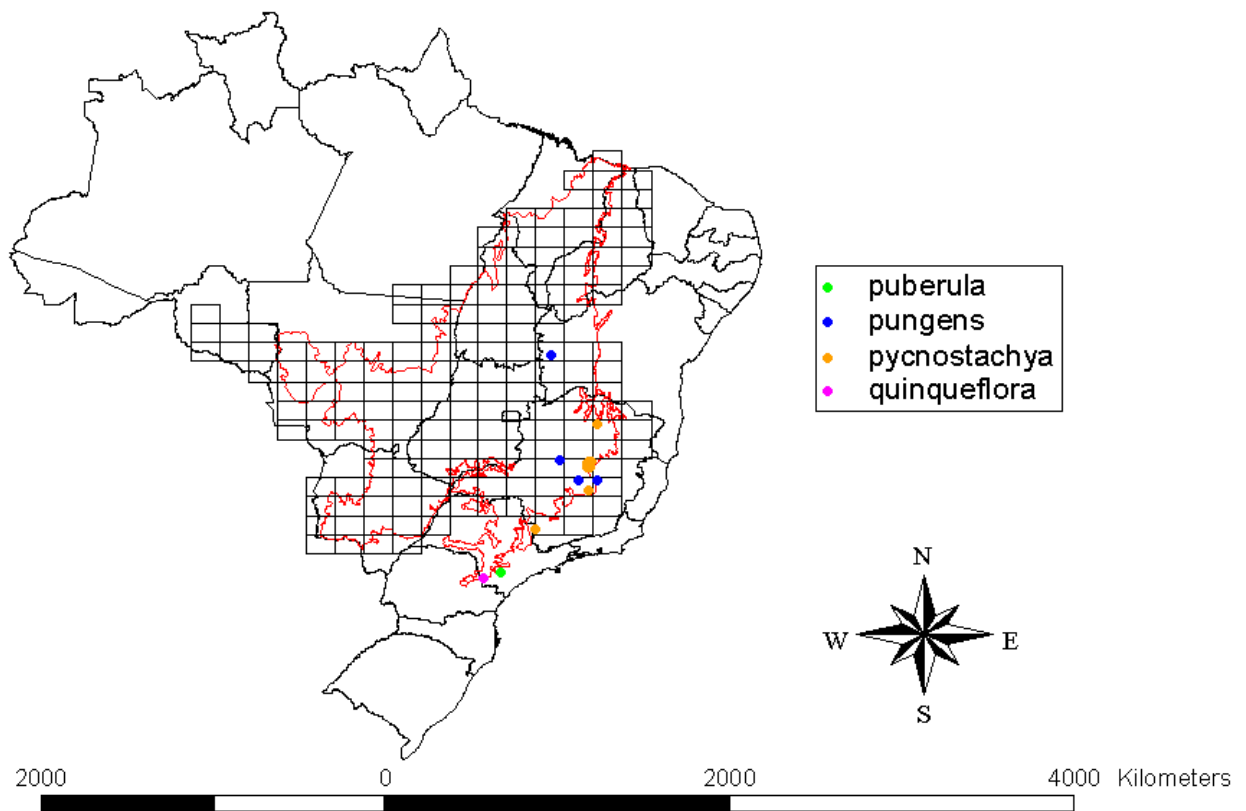 puberula
pungens
pycnostachya
quinqueflora
N
W E
S
2000 0 2000 4000 Kilometers